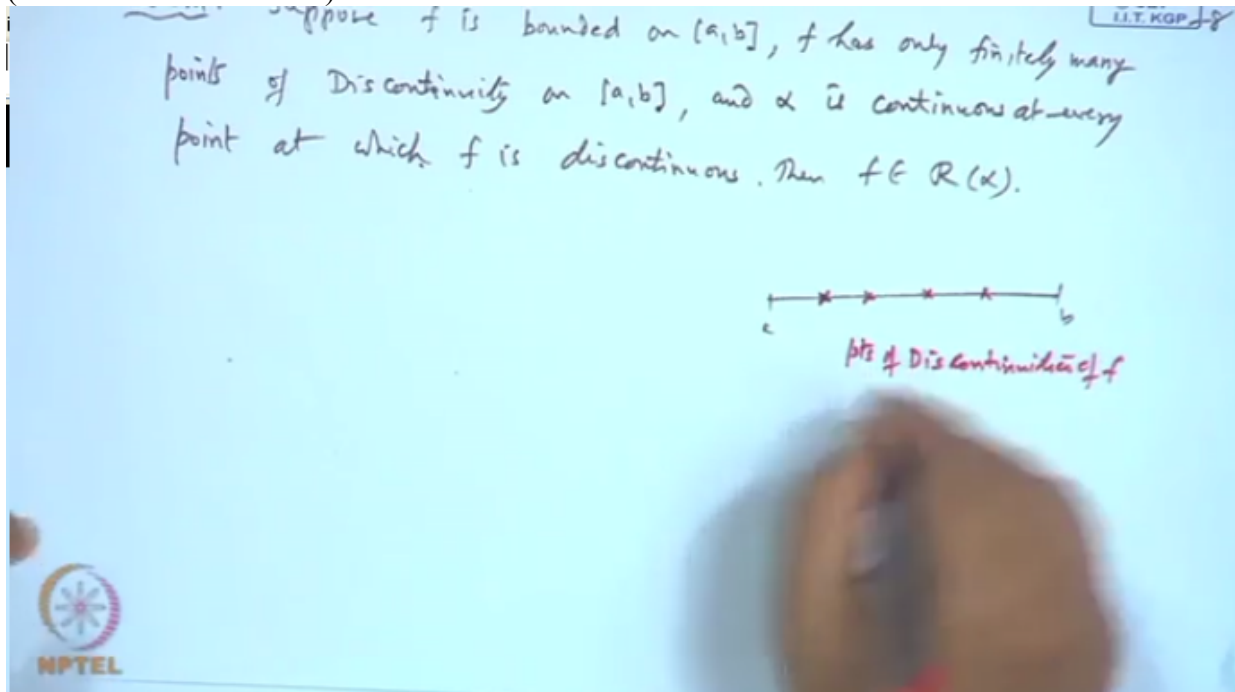 suppose f is bounded on [a,b], f has only finitely many
I.I.T. KGP
points of Discontinuity on [a,b], and α is continuous at every
point at which f is discontinuous. Then f ∈ R(α).
a b
pts of Discontinuities of f
NPTEL